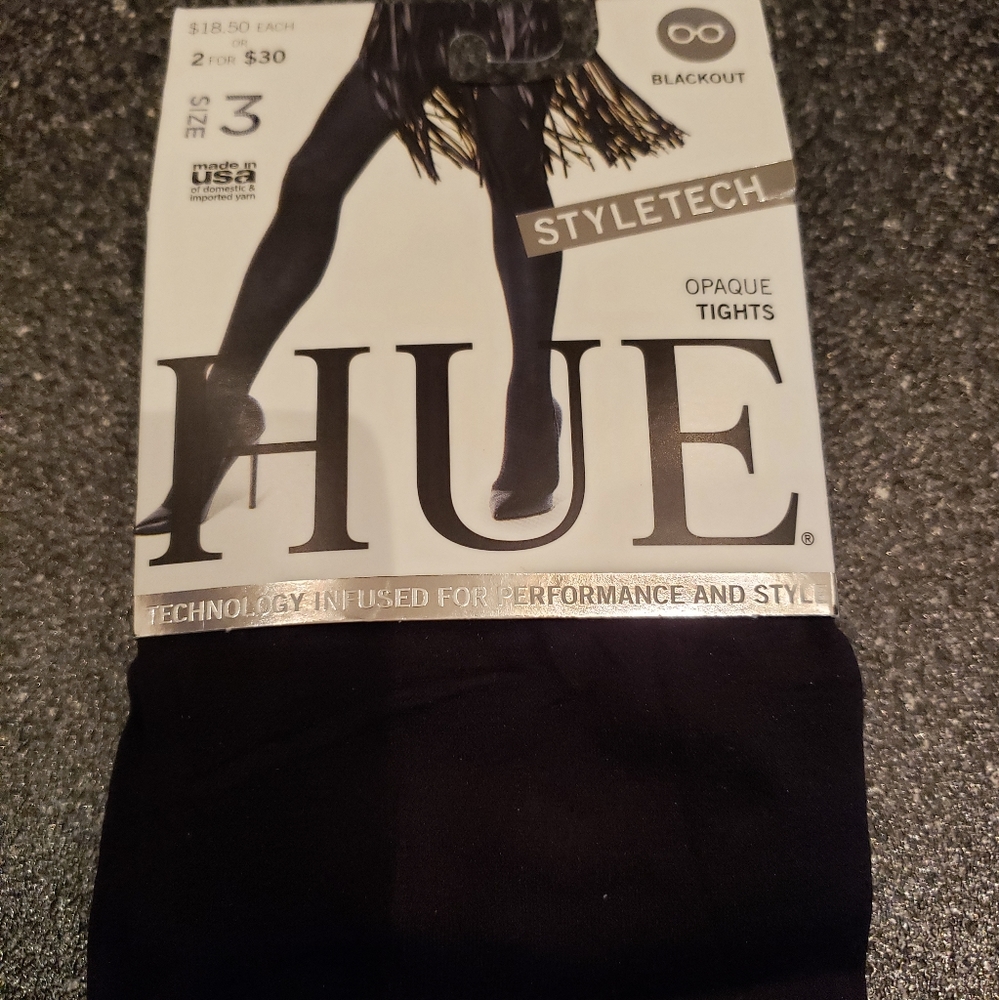 $18.50 EACH
OR
2 FOR $30
SIZE 3
made in
usa
of domestic &
imported yarn
BLACKOUT
STYLETECH
OPAQUE
TIGHTS
HUE®
TECHNOLOGY INFUSED FOR PERFORMANCE AND STYLE